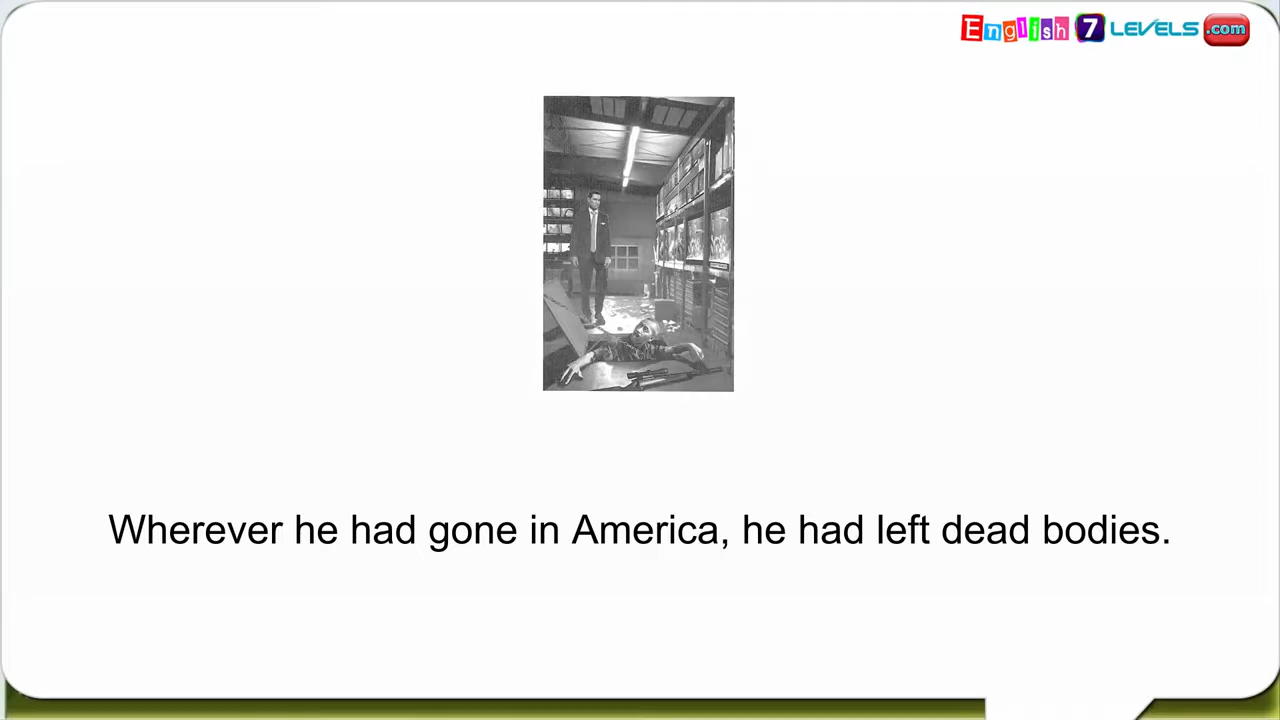 English 7 LEVELS .com
Wherever he had gone in America, he had left dead bodies.